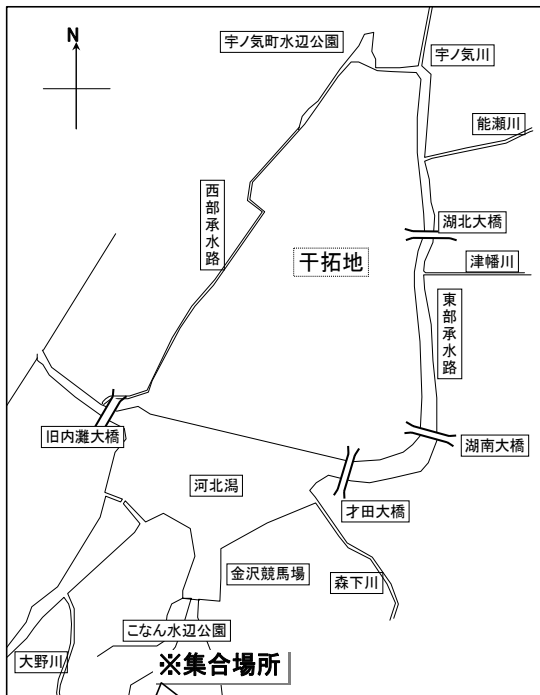 宇ノ気町水辺公園
宇ノ気川
N
能瀬川
西部承水路
湖北大橋
干拓地
津幡川
東部承水路
旧内灘大橋
湖南大橋
河北潟
才田大橋
金沢競馬場
森下川
こなん水辺公園
大野川
※集合場所